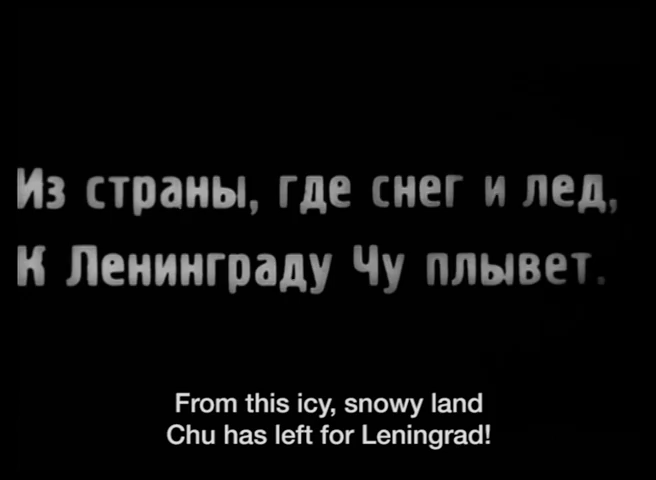 Из страны, где снег и лед,
К Ленинграду Чу плывет.
From this icy, snowy land
Chu has left for Leningrad!